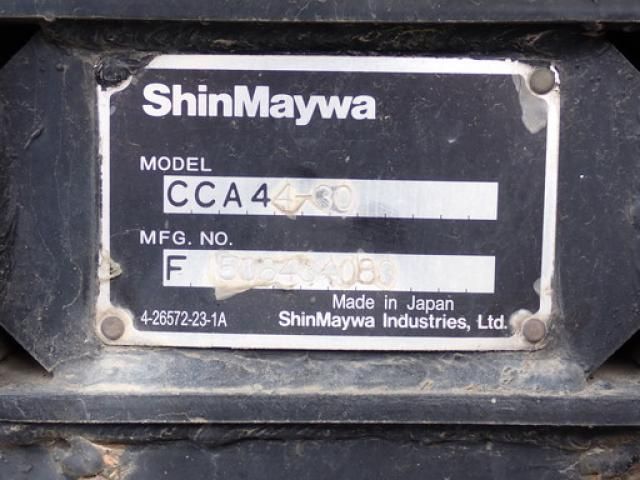 ShinMaywa
MODEL
CCA44-30
MFG. NO.
F
Made in Japan
4-26572-23-1A ShinMaywa Industries, Ltd.